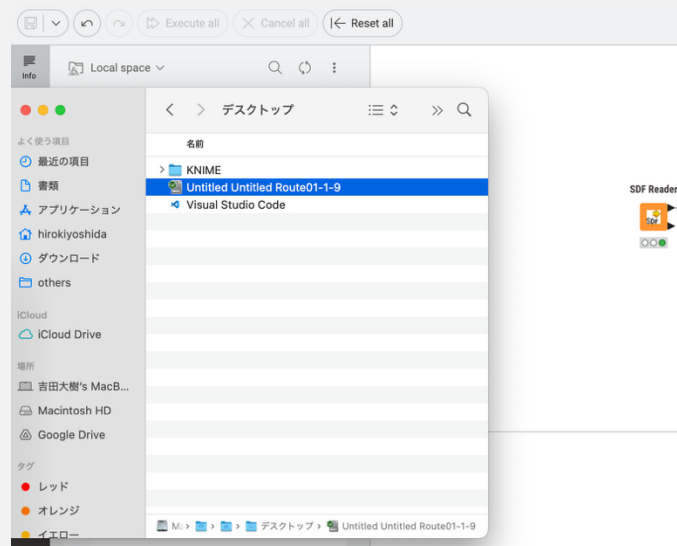 Execute all
Cancel all
Reset all
Info
Local space
デスクトップ
よく使う項目
最近の項目
書類
アプリケーション
hirokiyoshida
ダウンロード
others
iCloud
iCloud Drive
場所
吉田大樹's MacB...
Macintosh HD
Google Drive
タグ
レッド
オレンジ
イエロー
名前
KNIME
Untitled Untitled Route01-1-9
Visual Studio Code
デスクトップ › Untitled Untitled Route01-1-9
SDF Reader
SDF